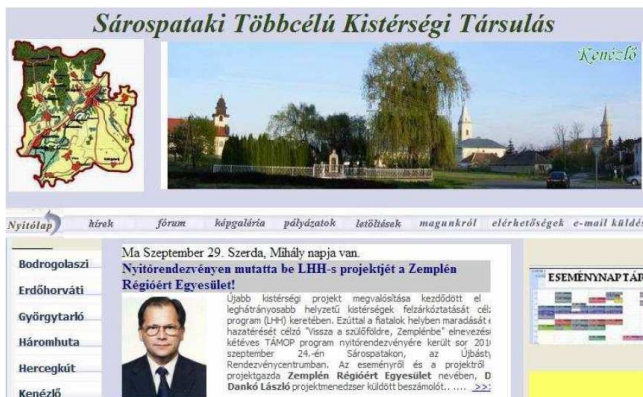 Sárospataki Többcélú Kistérségi Társulás
Kenézló
Nyitólap hírek fórum képgaléria pályázatok letöltések magunkról elérhetőségek e-mail küldés
Ma Szeptember 29. Szerda, Mihály napja van.
Nyitórendezvényen mutatta be LHH-s projektjét a Zemplén
Régióért Egyesület!
Újabb kistérségi projekt megvalósítása kezdődött el
leghátrányosabb helyzetű kistérségek felzárkóztatását
program (LHH) keretében. Ezúttal a fiatalok helyben maradását
hazatérését célzó "Vissza a szülőföldre, Zemplénbe" elnevezésű
kétéves TÁMOP program nyitórendezvényére került sor
szeptember 24.-én Sárospatakon, az
Rendezvénycentrumban. Az eseményről és a projektről
projektgazda Zemplén Régióért Egyesület nevében,
Dankó László projektmenedzser küldött beszámolót.. .... >>
Bodrogolaszi
Erdőhorváti
Györgytarló
Háromhuta
Hercegkút
Kenézlő
ESEMÉNYNAPTÁR